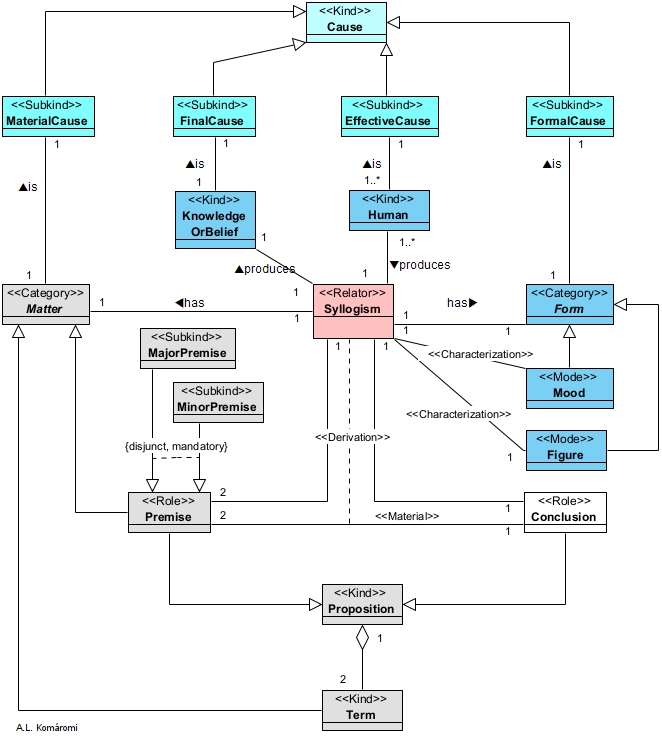 <<Kind>>
Cause
<<Subkind>>
MaterialCause
<<Subkind>>
FinalCause
<<Subkind>>
EffectiveCause
<<Subkind>>
FormalCause
1
1
1
1
▲is
▲is
▲is
▲is
1
1..*
<<Kind>>
Knowledge
OrBelief
<<Kind>>
Human
1
1..*
▲produces
▼produces
1
1
1
1
<<Category>>
Matter
<<Relator>>
Syllogism
<<Category>>
Form
1
◀has
1
has▶
1
1
<<Subkind>>
MajorPremise
1
1
<<Characterization>>
<<Mode>>
Mood
<<Subkind>>
MinorPremise
<<Characterization>>
{disjunct, mandatory}
<<Derivation>>
<<Mode>>
Figure
1
<<Role>>
Premise
2
2
<<Material>>
1
1
<<Role>>
Conclusion
<<Kind>>
Proposition
1
2
<<Kind>>
Term
A.L. Komáromi